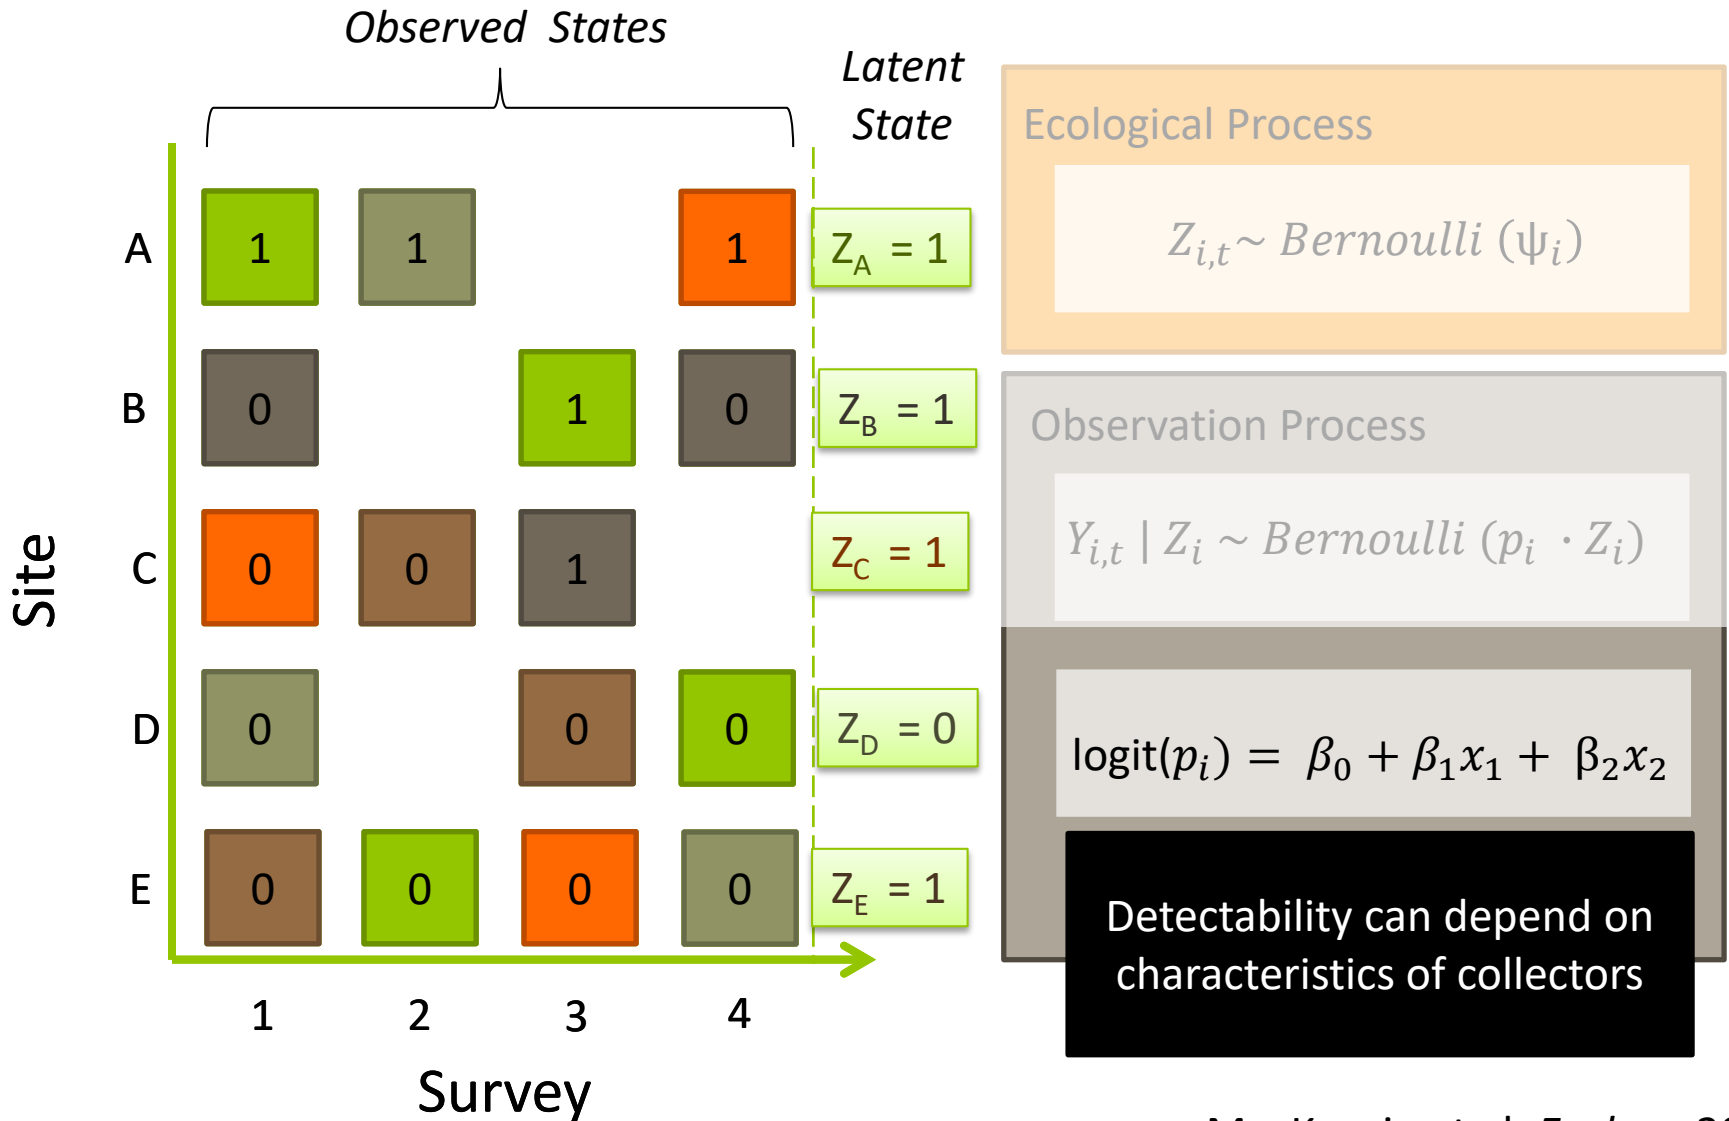 Observed States
Latent
State
Site
A
1
1
1
Z_A = 1
B
0
1
0
Z_B = 1
C
0
0
1
Z_C = 1
D
0
0
0
Z_D = 0
E
0
0
0
0
Z_E = 1
1 2 3 4
Survey
Ecological Process
Z_{i,t} ~ Bernoulli (ψ_i)
Observation Process
Y_{i,t} | Z_i ~ Bernoulli (p_i · Z_i)
logit(p_i) = β_0 + β_1x_1 + β_2x_2
Detectability can depend on
characteristics of collectors